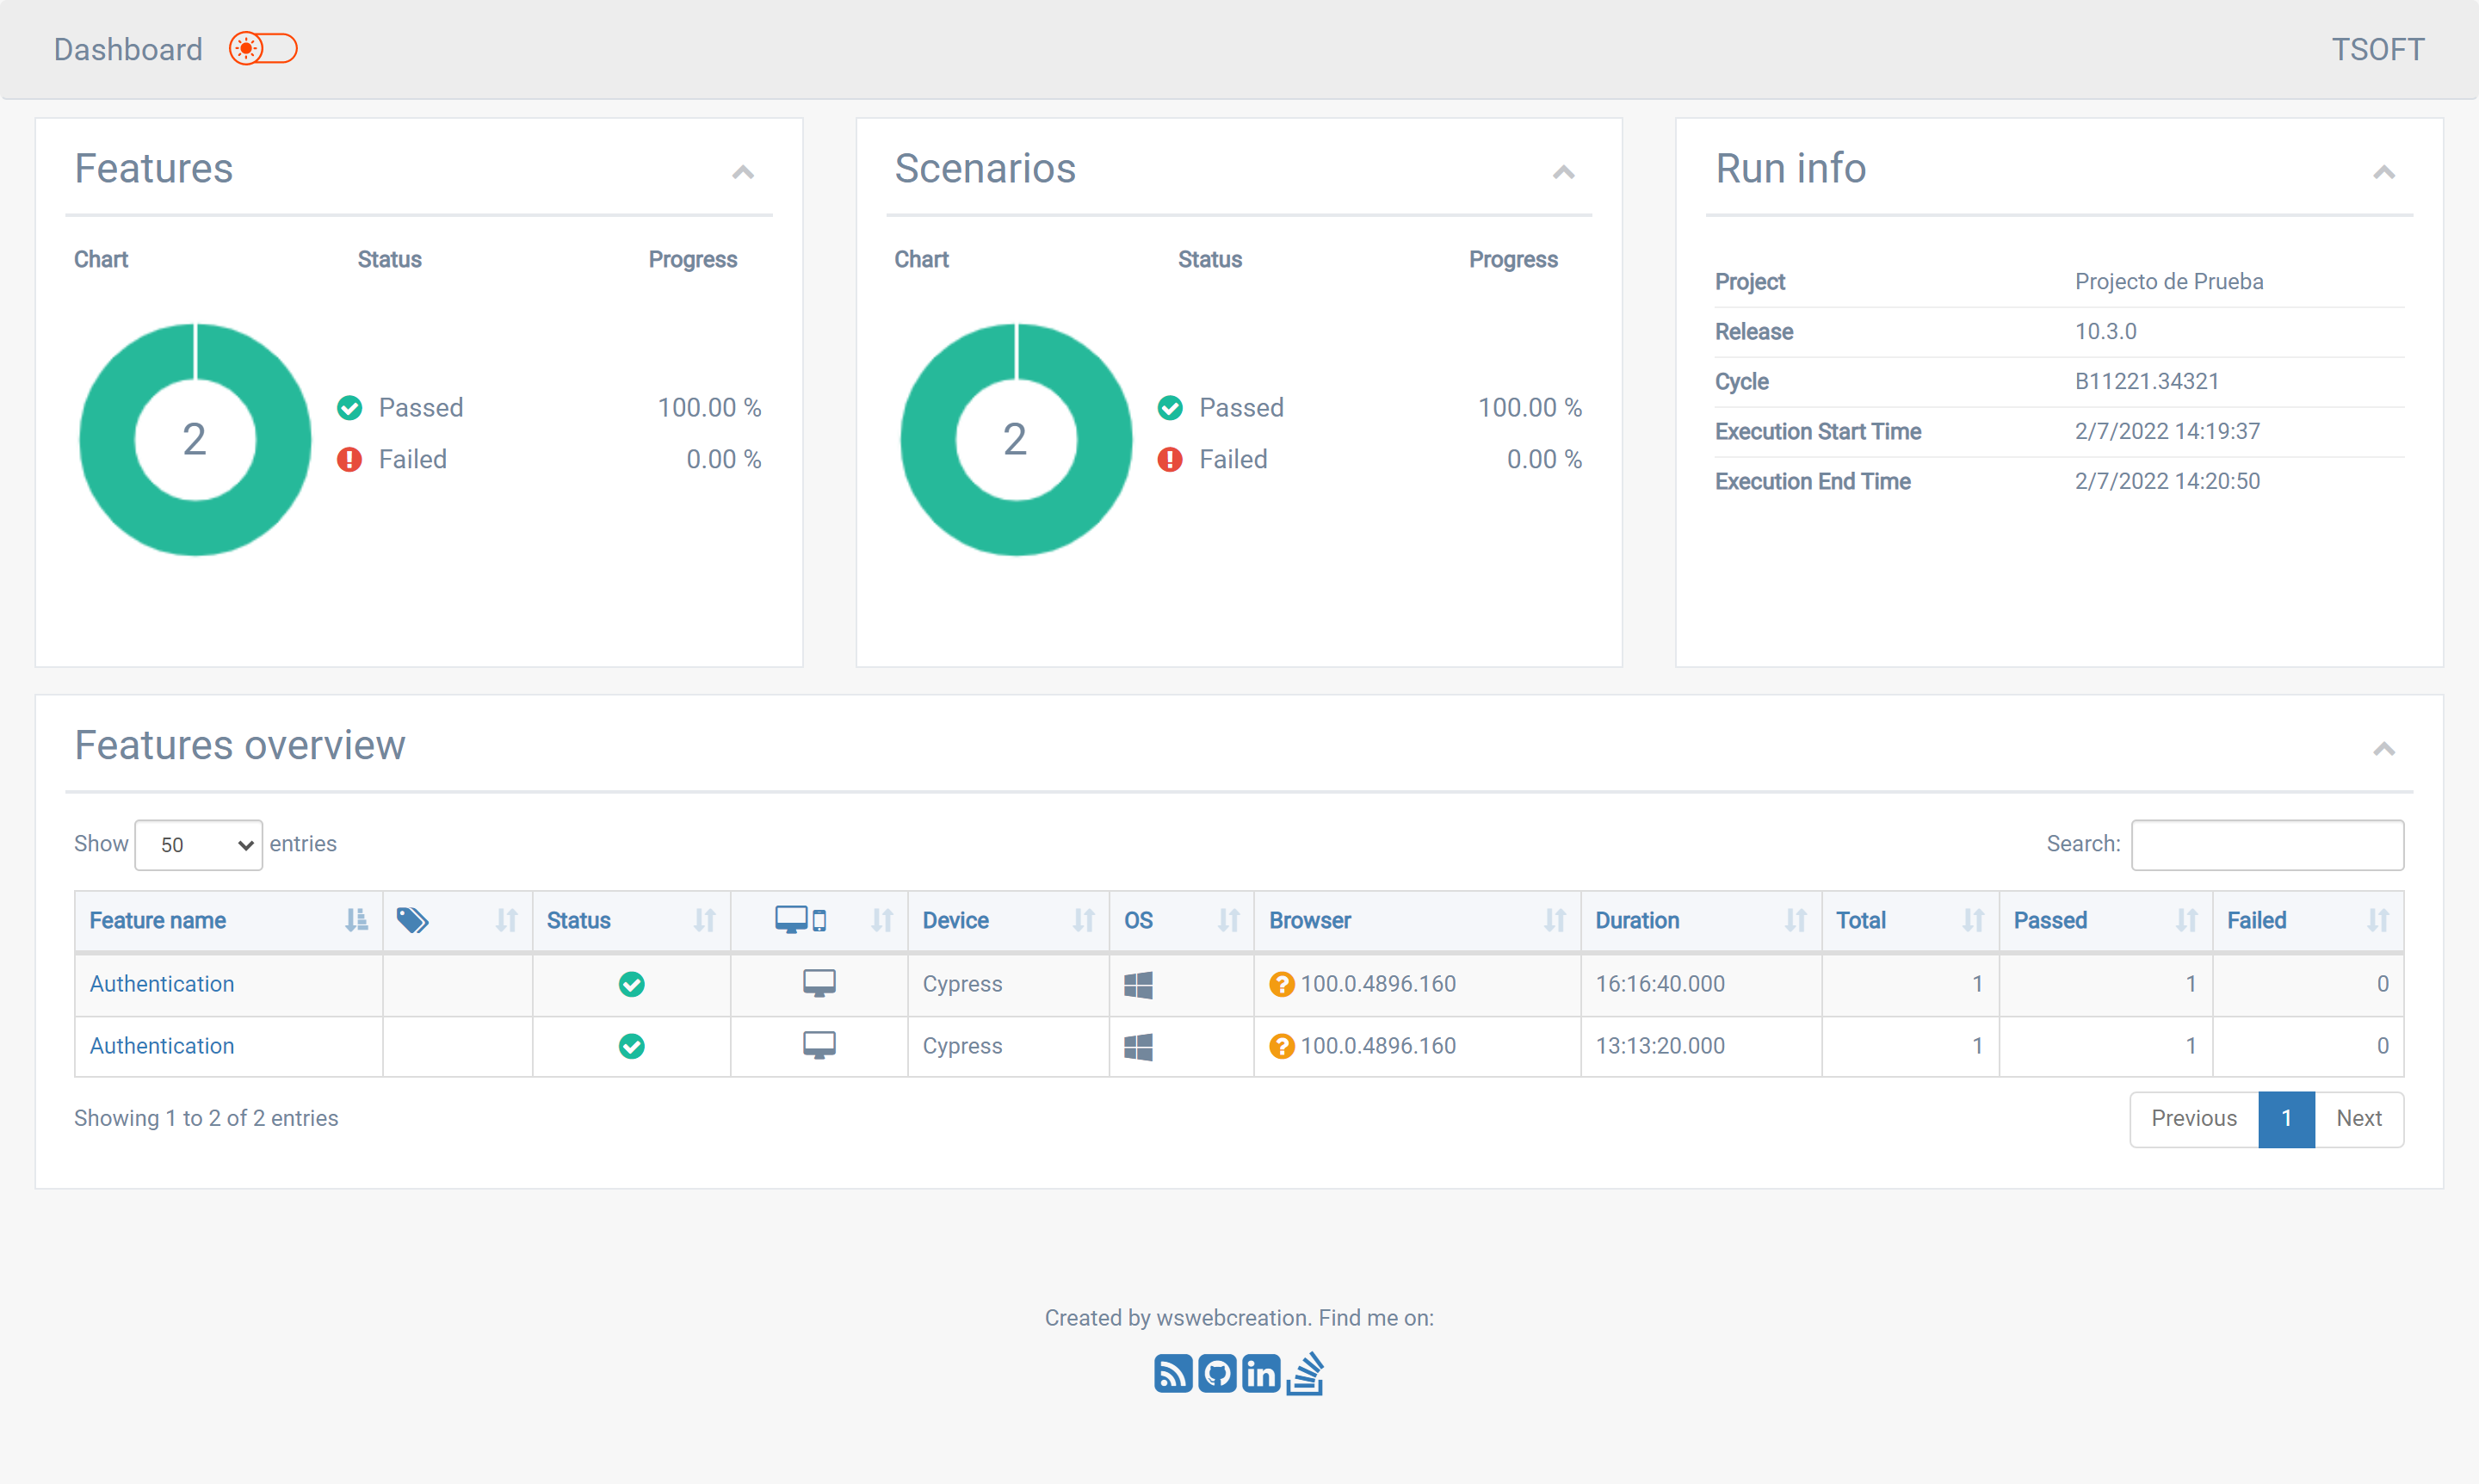 Dashboard
TSOFT
Features
Chart Status Progress
2
Passed 100.00 %
Failed 0.00 %
Scenarios
Chart Status Progress
2
Passed 100.00 %
Failed 0.00 %
Run info
Project Projecto de Prueba
Release 10.3.0
Cycle B11221.34321
Execution Start Time 2/7/2022 14:19:37
Execution End Time 2/7/2022 14:20:50
Features overview
Show 50 entries
Search:
Feature name Status Device OS Browser Duration Total Passed Failed
Authentication Cypress 100.0.4896.160 16:16:40.000 1 1 0
Authentication Cypress 100.0.4896.160 13:13:20.000 1 1 0
Showing 1 to 2 of 2 entries
Previous 1 Next
Created by wswebcreation. Find me on: